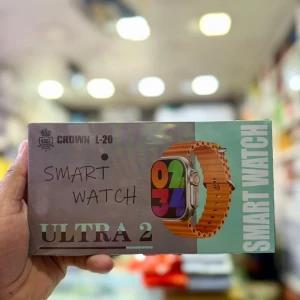 CROWN L-20
SMART
WATCH
ULTRA 2
SMART WATCH